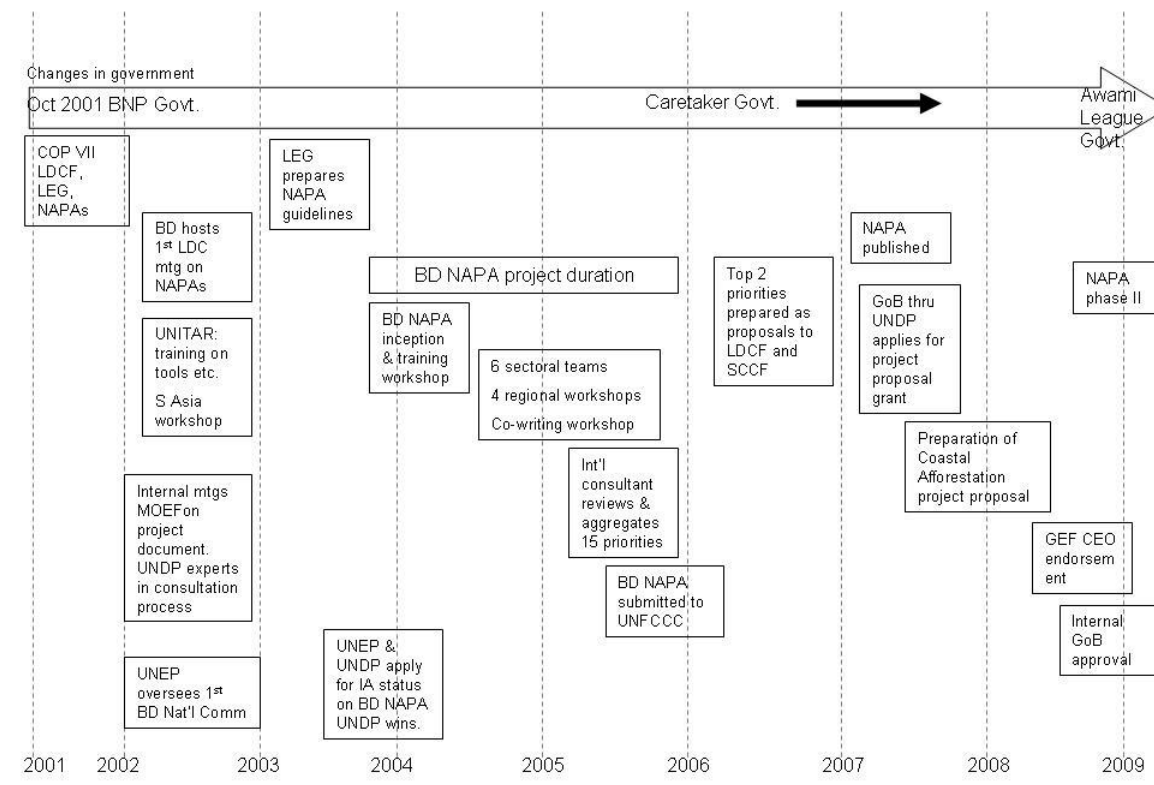 Changes in government
Oct 2001 BNP Govt.
Caretaker Govt.
Awami
League
Govt.
COP VII
LDCF,
LEG,
NAPAs
BD hosts
1st LDC
mtg on
NAPAs
UNITAR:
training on
tools etc.
S Asia
workshop
Internal mtgs
MOEFon
project
document.
UNDP experts
in consultation
process
UNEP
oversees 1st
BD Nat'l Comm
LEG
prepares
NAPA
guidelines
BD NAPA project duration
BD NAPA
inception
& training
workshop
6 sectoral teams
4 regional workshops
Co-writing workshop
Int'l
consultant
reviews &
aggregates
15 priorities
BD NAPA
submitted to
UNFCCC
UNEP &
UNDP apply
for IA status
on BD NAPA
UNDP wins.
Top 2
priorities
prepared as
proposals to
LDCF and
SCCF
NAPA
published
GoB thru
UNDP
applies for
project
proposal
grant
Preparation of
Coastal
Afforestation
project proposal
NAPA
phase II
GEF CEO
endorsem
ent
Internal
GoB
approval
2001 2002 2003 2004 2005 2006 2007 2008 2009